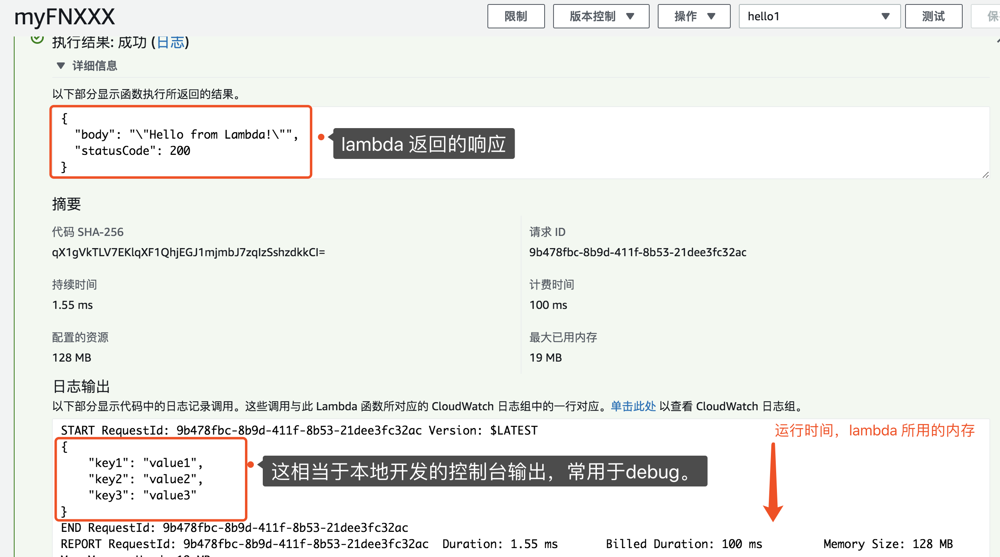 myFNXXX
限制
版本控制
操作
hello1
测试
执行结果: 成功 (日志)
详细信息
以下部分显示函数执行所返回的结果。
{
"body": "\"Hello from Lambda!\"",
"statusCode": 200
}
lambda 返回的响应
摘要
代码 SHA-256
qX1gVkTLV7EKlqXF1QhjEGJ1mjmbJ7zqIzSshzdkkCI=
请求 ID
9b478fbc-8b9d-411f-8b53-21dee3fc32ac
持续时间
1.55 ms
计费时间
100 ms
配置的资源
128 MB
最大已用内存
19 MB
日志输出
以下部分显示代码中的日志记录调用。这些调用与此 Lambda 函数所对应的 CloudWatch 日志组中的一行对应。单击此处 以查看 CloudWatch 日志组。
START RequestId: 9b478fbc-8b9d-411f-8b53-21dee3fc32ac Version: $LATEST
运行时间，lambda 所用的内存
{
"key1": "value1",
"key2": "value2",
"key3": "value3"
}
这相当于本地开发的控制台输出，常用于debug。
END RequestId: 9b478fbc-8b9d-411f-8b53-21dee3fc32ac
REPORT RequestId: 9b478fbc-8b9d-411f-8b53-21dee3fc32ac Duration: 1.55 ms Billed Duration: 100 ms Memory Size: 128 MB